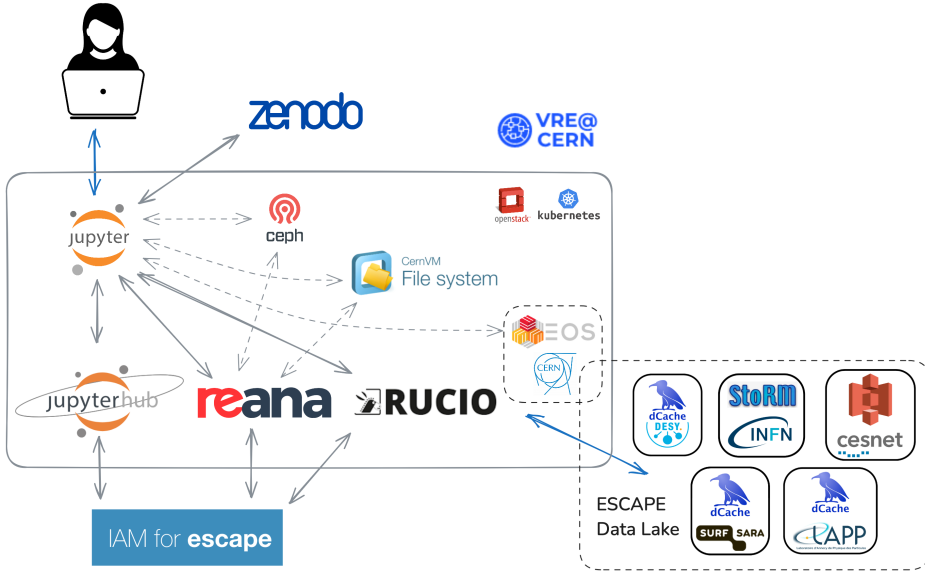 zenodo
VRE@
CERN
openstack.
kubernetes
jupyter
ceph
CernVM
File system
EOS
CERN
jupyterhub
reana
RUCIO
dCache
DESY.
StoRM
INFN
cesnet
ESCAPE
Data Lake
dCache
SURF SARA
dCache
LAPP
IAM for escape